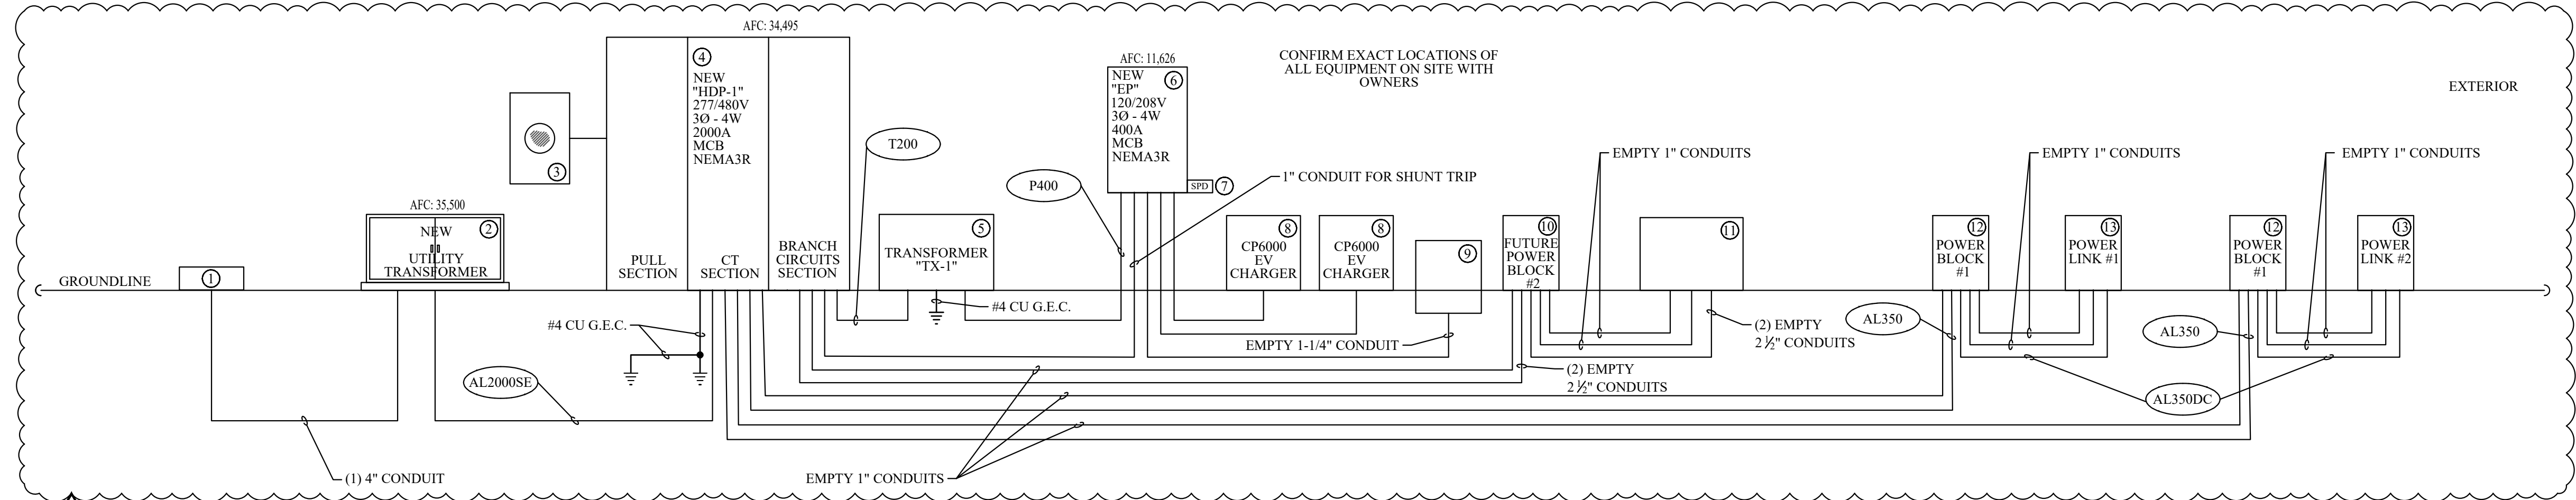 AFC: 34,495
4
NEW
"HDP-1"
277/480V
3Ø - 4W
2000A
MCB
NEMA3R
PULL
SECTION
CT
SECTION
BRANCH
CIRCUITS
SECTION
3
AFC: 35,500
NEW
2
UTILITY
TRANSFORMER
GROUNDLINE
1
T200
5
TRANSFORMER
"TX-1"
#4 CU G.E.C.
#4 CU G.E.C.
AL2000SE
(1) 4" CONDUIT
EMPTY 1" CONDUITS
AFC: 11,626
NEW
6
"EP"
120/208V
3Ø - 4W
400A
MCB
NEMA3R
SPD
7
P400
1" CONDUIT FOR SHUNT TRIP
CONFIRM EXACT LOCATIONS OF
ALL EQUIPMENT ON SITE WITH
OWNERS
EXTERIOR
8
CP6000
EV
CHARGER
8
CP6000
EV
CHARGER
9
EMPTY 1-1/4" CONDUIT
10
FUTURE
POWER
BLOCK
#2
EMPTY 1" CONDUITS
11
(2) EMPTY
2 ½" CONDUITS
(2) EMPTY
2 ½" CONDUITS
AL350
12
POWER
BLOCK
#1
EMPTY 1" CONDUITS
13
POWER
LINK #1
AL350
12
POWER
BLOCK
#1
EMPTY 1" CONDUITS
13
POWER
LINK #2
AL350DC